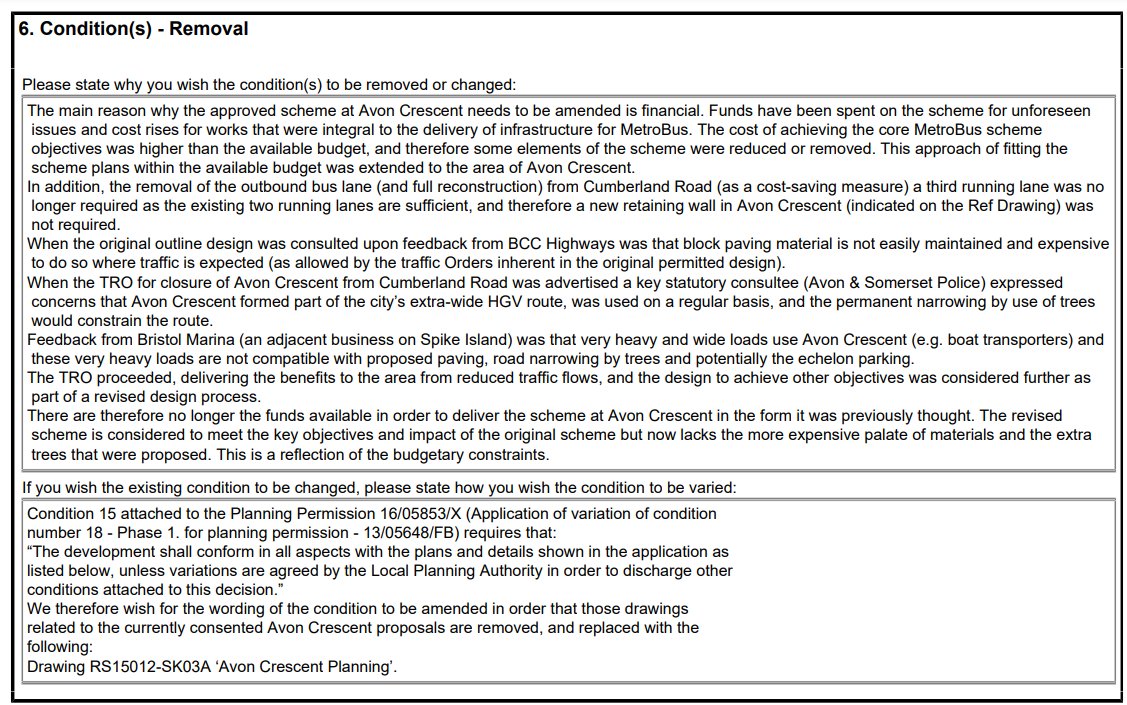 6. Condition(s) - Removal
Please state why you wish the condition(s) to be removed or changed:
The main reason why the approved scheme at Avon Crescent needs to be amended is financial. Funds have been spent on the scheme for unforeseen
issues and cost rises for works that were integral to the delivery of infrastructure for MetroBus. The cost of achieving the core MetroBus scheme
objectives was higher than the available budget, and therefore some elements of the scheme were reduced or removed. This approach of fitting the
scheme plans within the available budget was extended to the area of Avon Crescent.
In addition, the removal of the outbound bus lane (and full reconstruction) from Cumberland Road (as a cost-saving measure) a third running lane was no
longer required as the existing two running lanes are sufficient, and therefore a new retaining wall in Avon Crescent (indicated on the Ref Drawing) was
not required.
When the original outline design was consulted upon feedback from BCC Highways was that block paving material is not easily maintained and expensive
to do so where traffic is expected (as allowed by the traffic Orders inherent in the original permitted design).
When the TRO for closure of Avon Crescent from Cumberland Road was advertised a key statutory consultee (Avon & Somerset Police) expressed
concerns that Avon Crescent formed part of the city's extra-wide HGV route, was used on a regular basis, and the permanent narrowing by use of trees
would constrain the route.
Feedback from Bristol Marina (an adjacent business on Spike Island) was that very heavy and wide loads use Avon Crescent (e.g. boat transporters) and
these very heavy loads are not compatible with proposed paving, road narrowing by trees and potentially the echelon parking.
The TRO proceeded, delivering the benefits to the area from reduced traffic flows, and the design to achieve other objectives was considered further as
part of a revised design process.
There are therefore no longer the funds available in order to deliver the scheme at Avon Crescent in the form it was previously thought. The revised
scheme is considered to meet the key objectives and impact of the original scheme but now lacks the more expensive palate of materials and the extra
trees that were proposed. This is a reflection of the budgetary constraints.
If you wish the existing condition to be changed, please state how you wish the condition to be varied:
Condition 15 attached to the Planning Permission 16/05853/X (Application of variation of condition
number 18 - Phase 1. for planning permission - 13/05648/FB) requires that:
“The development shall conform in all aspects with the plans and details shown in the application as
listed below, unless variations are agreed by the Local Planning Authority in order to discharge other
conditions attached to this decision.”
We therefore wish for the wording of the condition to be amended in order that those drawings
related to the currently consented Avon Crescent proposals are removed, and replaced with the
following:
Drawing RS15012-SK03A ‘Avon Crescent Planning’.